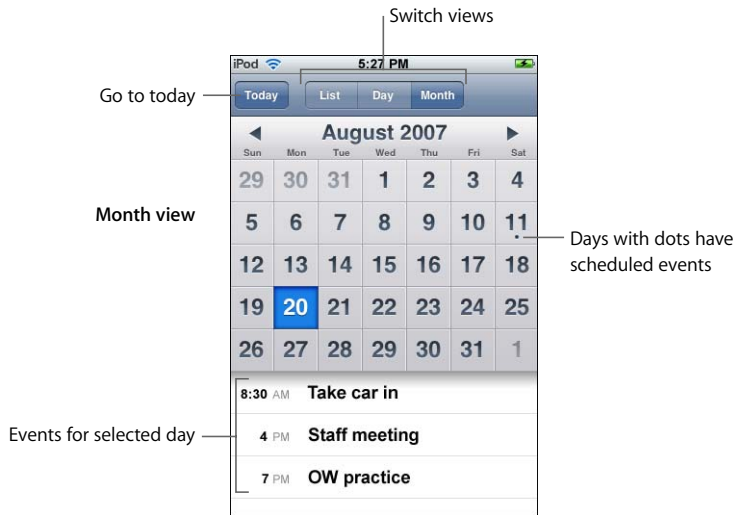 Switch views
iPod 5:27 PM
Go to today
Today List Day Month
August 2007
Sun Mon Tue Wed Thu Fri Sat
29 30 31 1 2 3 4
Month view
5 6 7 8 9 10 11
Days with dots have
scheduled events
12 13 14 15 16 17 18
19 20 21 22 23 24 25
26 27 28 29 30 31 1
8:30 AM Take car in
Events for selected day
4 PM Staff meeting
7 PM OW practice